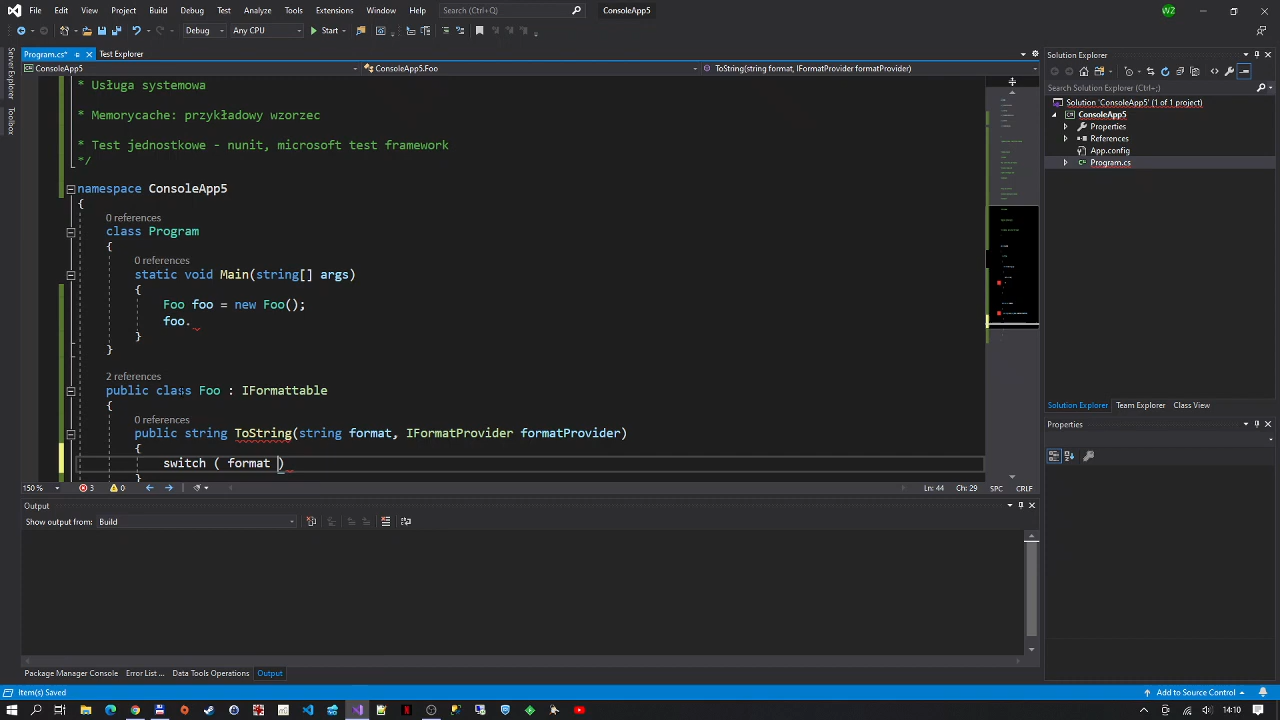 File Edit View Project Build Debug Test Analyze Tools Extensions Window Help Search (Ctrl+Q) ConsoleApp5 WZ
Debug Any CPU Start
Program.cs* Test Explorer
ConsoleApp5 ConsoleApp5.Foo ToString(string format, IFormatProvider formatProvider)
* Usługa systemowa
* Memorycache: przykładowy wzorzec
* Test jednostkowe - nunit, microsoft test framework
*/
namespace ConsoleApp5
{
0 references
class Program
{
0 references
static void Main(string[] args)
{
Foo foo = new Foo();
foo.
}
}
2 references
public class Foo : IFormattable
{
0 references
public string ToString(string format, IFormatProvider formatProvider)
{
switch ( format )
}
150 % 3 0 Ln: 44 Ch: 29 SPC CRLF
Output
Show output from: Build
Package Manager Console Error List ... Data Tools Operations Output
Server Explorer
Toolbox
Solution Explorer
Search Solution Explorer (Ctrl+;)
Solution 'ConsoleApp5' (1 of 1 project)
ConsoleApp5
Properties
References
App.config
Program.cs
Solution Explorer Team Explorer Class View
Properties
Item(s) Saved Add to Source Control
14:10